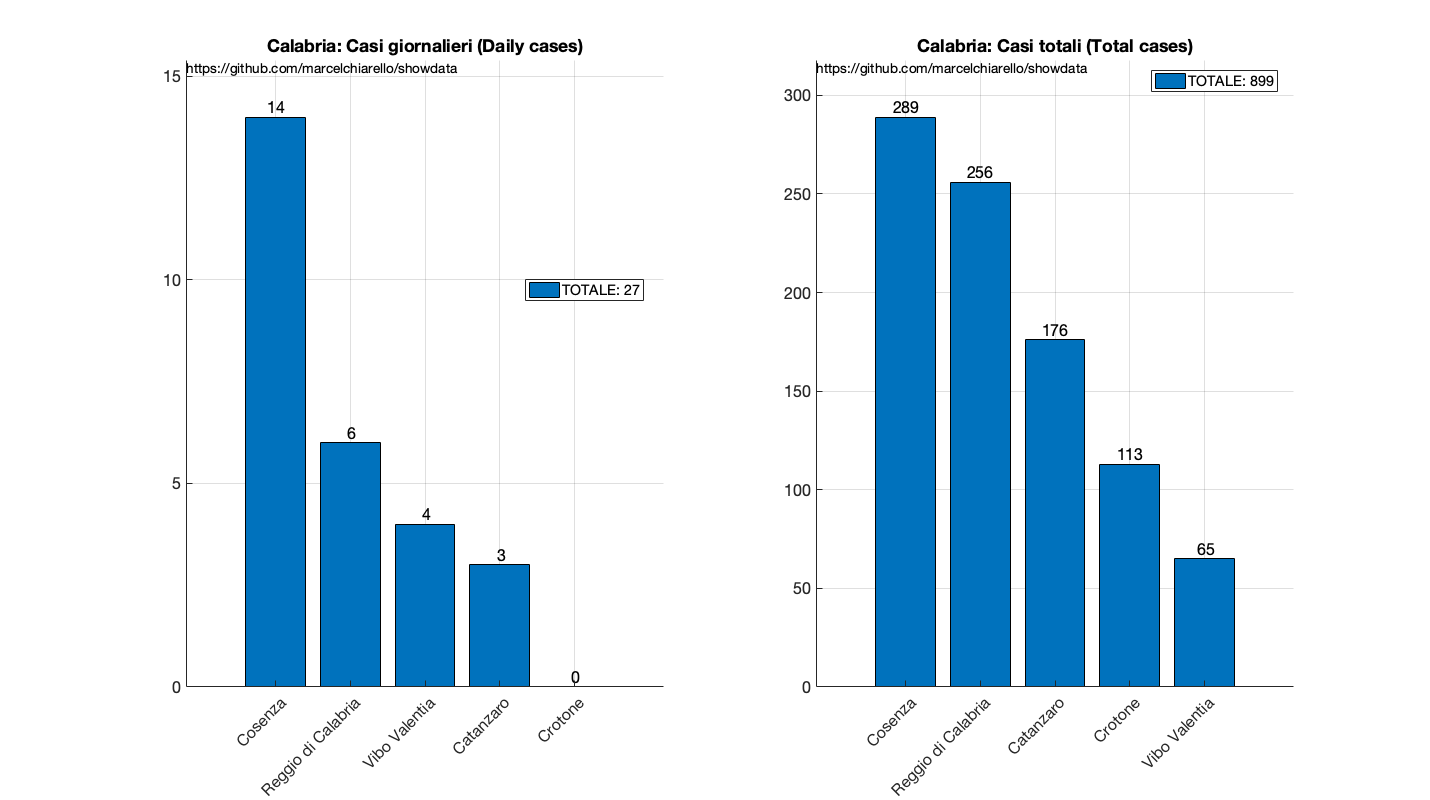 Calabria: Casi giornalieri (Daily cases)
https://github.com/marcelchiarello/showdata
15
10
5
0
14
6
4
3
0
TOTALE: 27
Cosenza
Reggio di Calabria
Vibo Valentia
Catanzaro
Crotone
Calabria: Casi totali (Total cases)
https://github.com/marcelchiarello/showdata
TOTALE: 899
300
250
200
150
100
50
0
289
256
176
113
65
Cosenza
Reggio di Calabria
Catanzaro
Crotone
Vibo Valentia